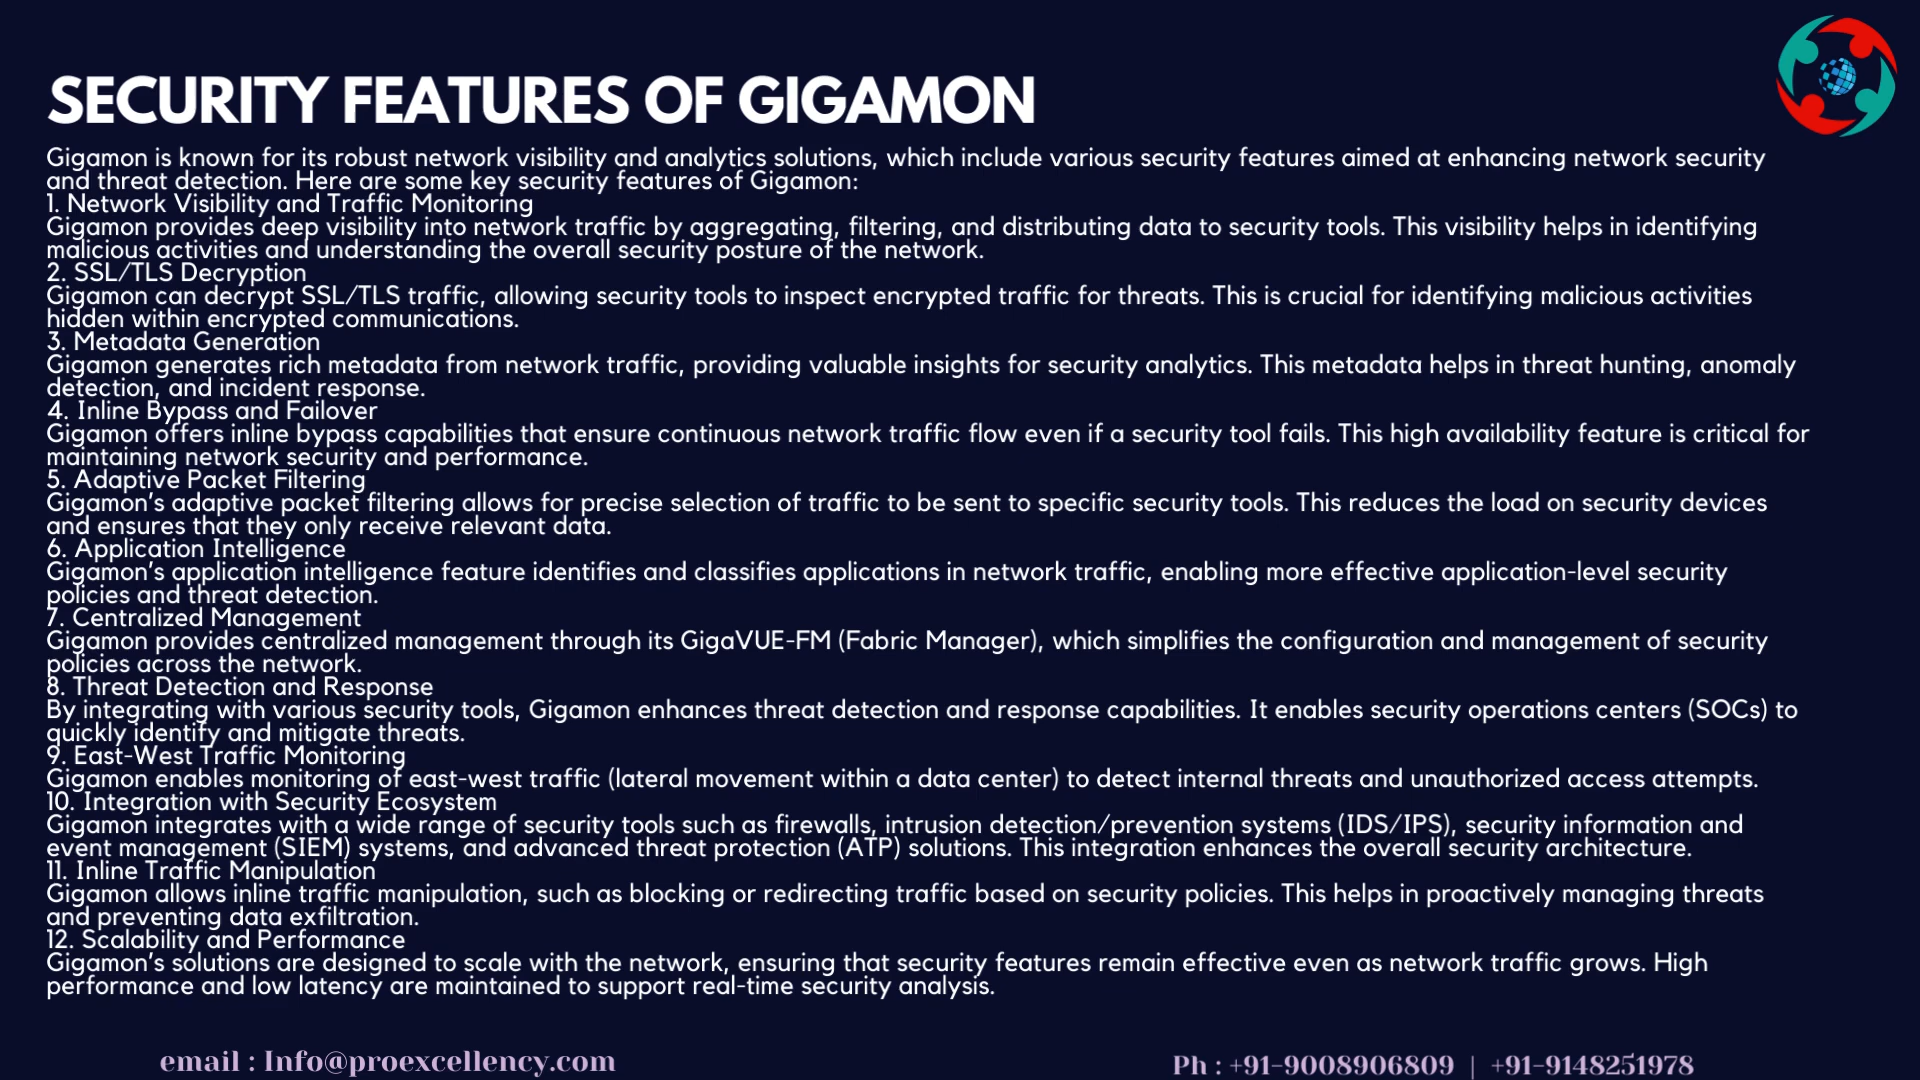 SECURITY FEATURES OF GIGAMON
Gigamon is known for its robust network visibility and analytics solutions, which include various security features aimed at enhancing network security
and threat detection. Here are some key security features of Gigamon:
1. Network Visibility and Traffic Monitoring
Gigamon provides deep visibility into network traffic by aggregating, filtering, and distributing data to security tools. This visibility helps in identifying
malicious activities and understanding the overall security posture of the network.
2. SSL/TLS Decryption
Gigamon can decrypt SSL/TLS traffic, allowing security tools to inspect encrypted traffic for threats. This is crucial for identifying malicious activities
hidden within encrypted communications.
3. Metadata Generation
Gigamon generates rich metadata from network traffic, providing valuable insights for security analytics. This metadata helps in threat hunting, anomaly
detection, and incident response.
4. Inline Bypass and Failover
Gigamon offers inline bypass capabilities that ensure continuous network traffic flow even if a security tool fails. This high availability feature is critical for
maintaining network security and performance.
5. Adaptive Packet Filtering
Gigamon's adaptive packet filtering allows for precise selection of traffic to be sent to specific security tools. This reduces the load on security devices
and ensures that they only receive relevant data.
6. Application Intelligence
Gigamon's application intelligence feature identifies and classifies applications in network traffic, enabling more effective application-level security
policies and threat detection.
7. Centralized Management
Gigamon provides centralized management through its GigaVUE-FM (Fabric Manager), which simplifies the configuration and management of security
policies across the network.
8. Threat Detection and Response
By integrating with various security tools, Gigamon enhances threat detection and response capabilities. It enables security operations centers (SOCs) to
quickly identify and mitigate threats.
9. East-West Traffic Monitoring
Gigamon enables monitoring of east-west traffic (lateral movement within a data center) to detect internal threats and unauthorized access attempts.
10. Integration with Security Ecosystem
Gigamon integrates with a wide range of security tools such as firewalls, intrusion detection/prevention systems (IDS/IPS), security information and
event management (SIEM) systems, and advanced threat protection (ATP) solutions. This integration enhances the overall security architecture.
11. Inline Traffic Manipulation
Gigamon allows inline traffic manipulation, such as blocking or redirecting traffic based on security policies. This helps in proactively managing threats
and preventing data exfiltration.
12. Scalability and Performance
Gigamon's solutions are designed to scale with the network, ensuring that security features remain effective even as network traffic grows. High
performance and low latency are maintained to support real-time security analysis.
email : Info@proexcellency.com
Ph : +91-9008906809 | +91-9148251978